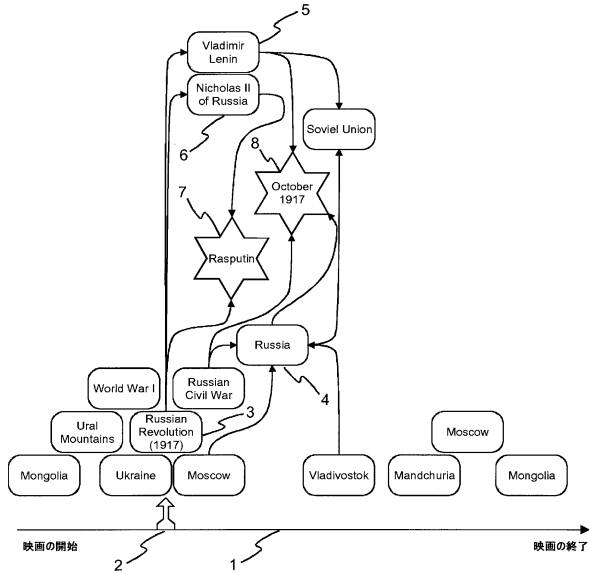 5
Vladimir
Lenin
Nicholas II
of Russia
6
Soviel Union
8
October
1917
7
Rasputin
Russia
4
World War I
Russian
Civil War
Ural
Mountains
Russian
Revolution
(1917)
3
Moscow
Mongolia
Ukraine
Moscow
Vladivostok
Mandchuria
Mongolia
映画の開始
2
1
映画の終了